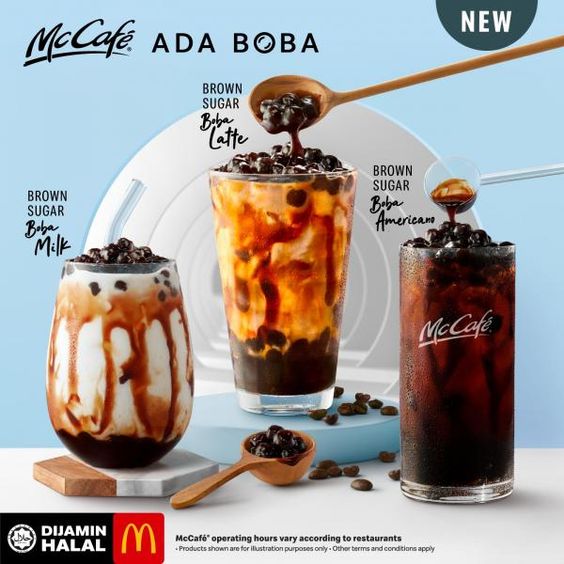 McCafé® ADA BOBA
NEW
BROWN
SUGAR
Boba
Latte
BROWN
SUGAR
Boba
Americano
BROWN
SUGAR
Boba
Milk
McCafé®
DIJAMIN
HALAL
McCafé® operating hours vary according to restaurants
• Products shown are for illustration purposes only • Other terms and conditions apply